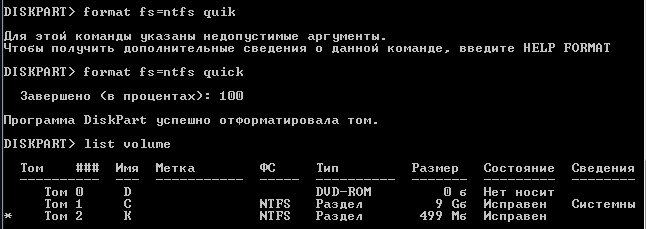 DISKPART> format fs=ntfs quik
Для этой команды указаны недопустимые аргументы.
Чтобы получить дополнительные сведения о данной команде, введите HELP FORMAT
DISKPART> format fs=ntfs quick
Завершено (в процентах): 100
Программа DiskPart успешно отформатировала том.
DISKPART> list volume
Том ### Имя Метка ФС Тип Размер Состояние Сведения
---------- --- ----------- ----- ---------- ------- --------- --------
Том 0 D DVD-ROM 0 б Нет носит
Том 1 C NTFS Раздел 9 Gб Исправен Системны
* Том 2 K NTFS Раздел 499 Mб Исправен